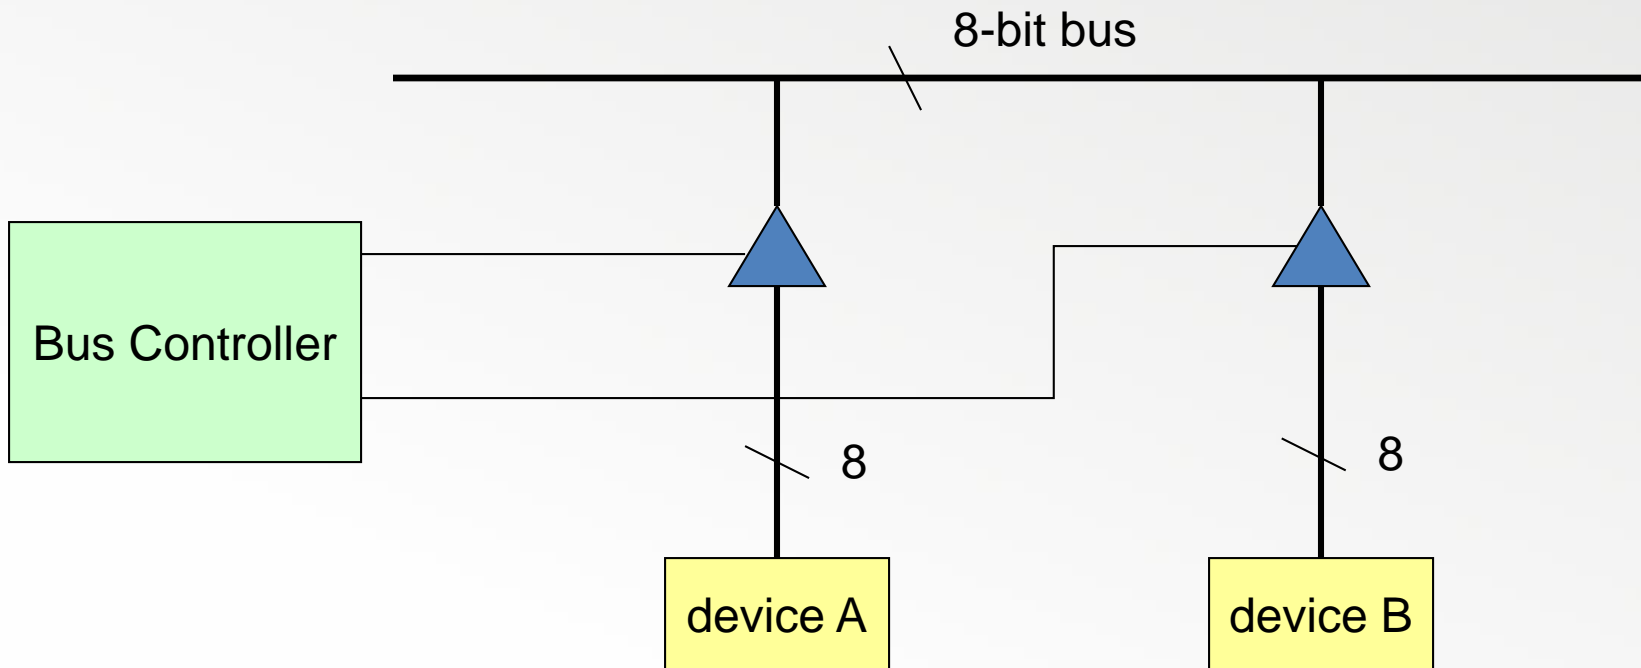 8-bit bus
Bus Controller
8
8
device A
device B